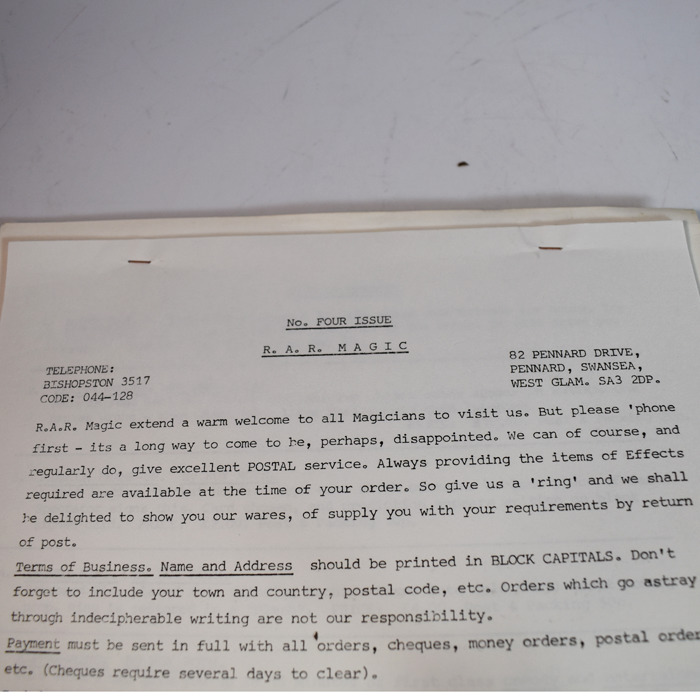 No. FOUR ISSUE
R. A. R. MAGIC
TELEPHONE:
BISHOPSTON 3517
CODE: 044-128
82 PENNARD DRIVE,
PENNARD, SWANSEA,
WEST GLAM. SA3 2DP.
R.A.R. Magic extend a warm welcome to all Magicians to visit us. But please 'phone
first - its a long way to come to be, perhaps, disappointed. We can of course, and
regularly do, give excellent POSTAL service. Always providing the items of Effects
required are available at the time of your order. So give us a 'ring' and we shall
be delighted to show you our wares, of supply you with your requirements by return
of post.
Terms of Business. Name and Address should be printed in BLOCK CAPITALS. Don't
forget to include your town and country, postal code, etc. Orders which go astray
through indecipherable writing are not our responsibility.
Payment must be sent in full with all orders, cheques, money orders, postal order
etc. (Cheques require several days to clear).